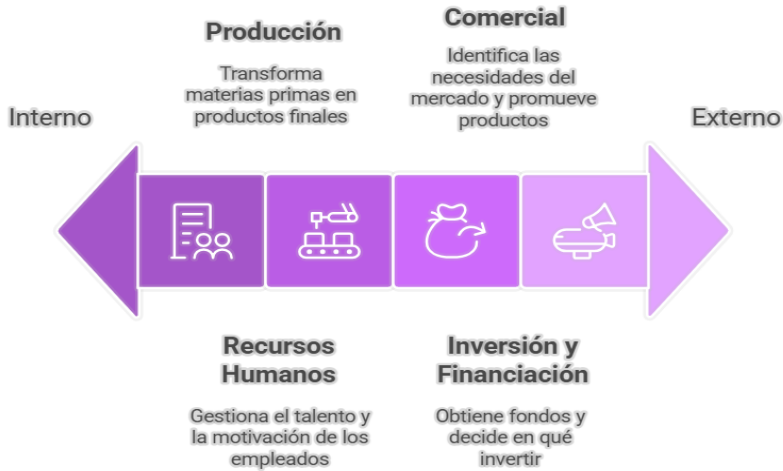 Producción
Transforma
materias primas en
productos finales
Comercial
Identifica las
necesidades del
mercado y promueve
productos
Interno
Externo
Recursos
Humanos
Gestiona el talento y
la motivación de los
empleados
Inversión y
Financiación
Obtiene fondos y
decide en qué
invertir